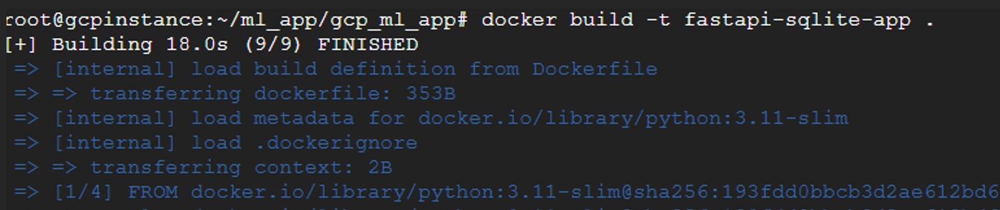 root@gcpinstance:~/ml_app/gcp_ml_app# docker build -t fastapi-sqlite-app .
[+] Building 18.0s (9/9) FINISHED
=> [internal] load build definition from Dockerfile
=> => transferring dockerfile: 353B
=> [internal] load metadata for docker.io/library/python:3.11-slim
=> [internal] load .dockerignore
=> => transferring context: 2B
=> [1/4] FROM docker.io/library/python:3.11-slim@sha256:193fdd0bbcb3d2ae612bd6